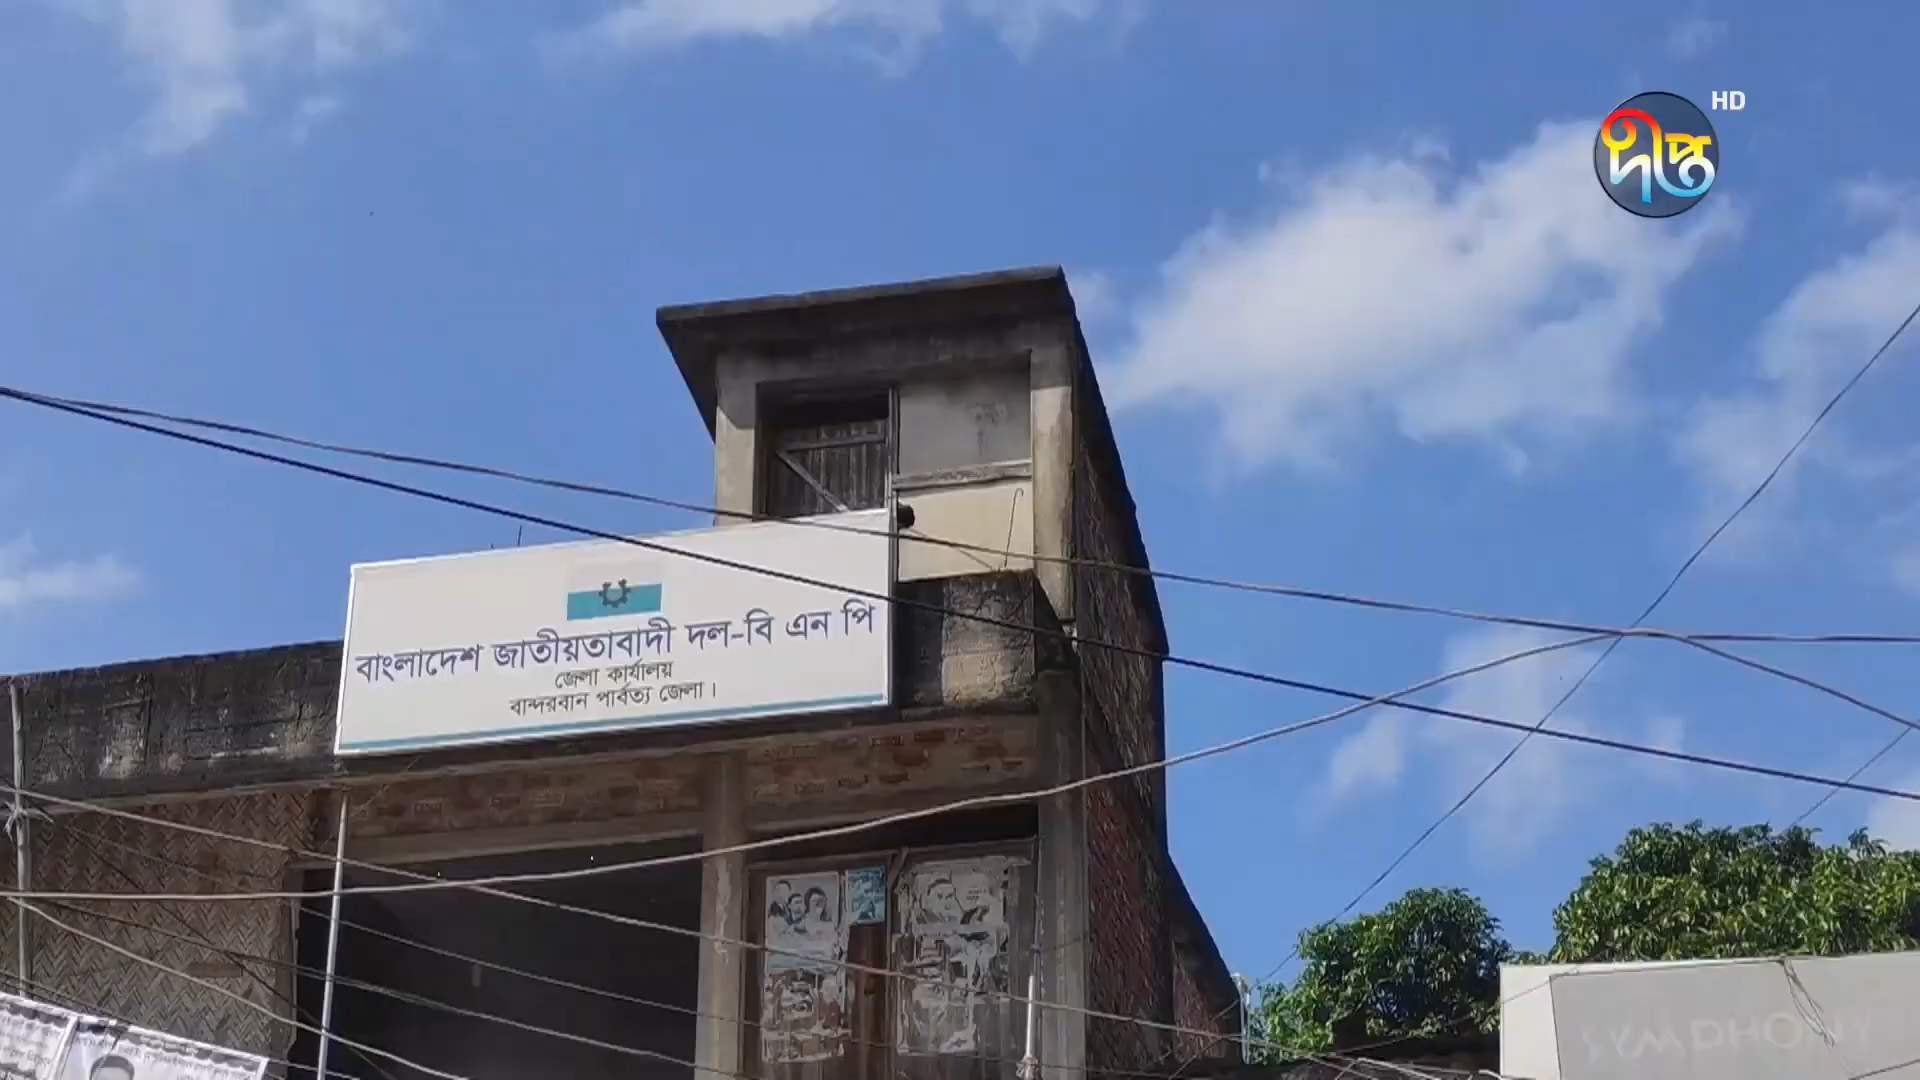 HD
দীপ্ত
বাংলাদেশ জাতীয়তাবাদী দল-বি এন পি
জেলা কার্যালয়
বান্দরবান পার্বত্য জেলা।
SYMPHONY